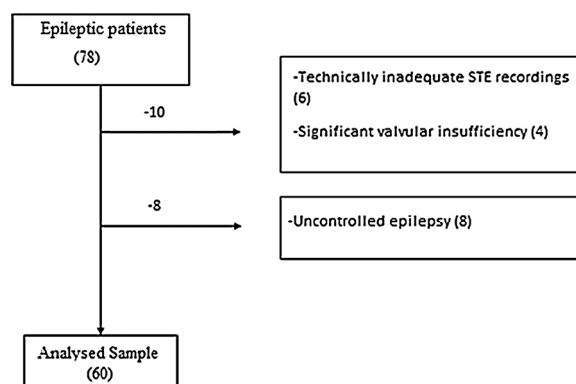 Epileptic patients
(78)
-10
-Technically inadequate STE recordings
(6)
-Significant valvular insufficiency (4)
-8
-Uncontrolled epilepsy (8)
Analysed Sample
(60)